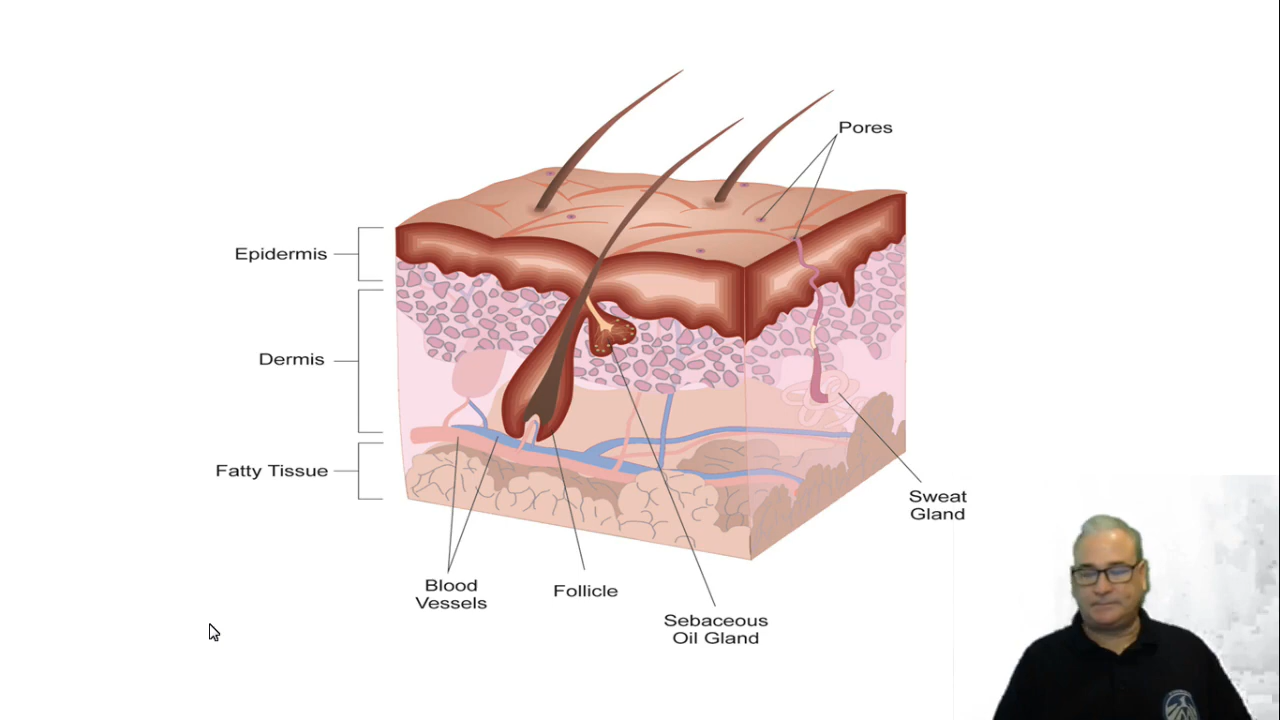 Pores
Epidermis
Dermis
Fatty Tissue
Sweat
Gland
Blood
Vessels
Follicle
Sebaceous
Oil Gland